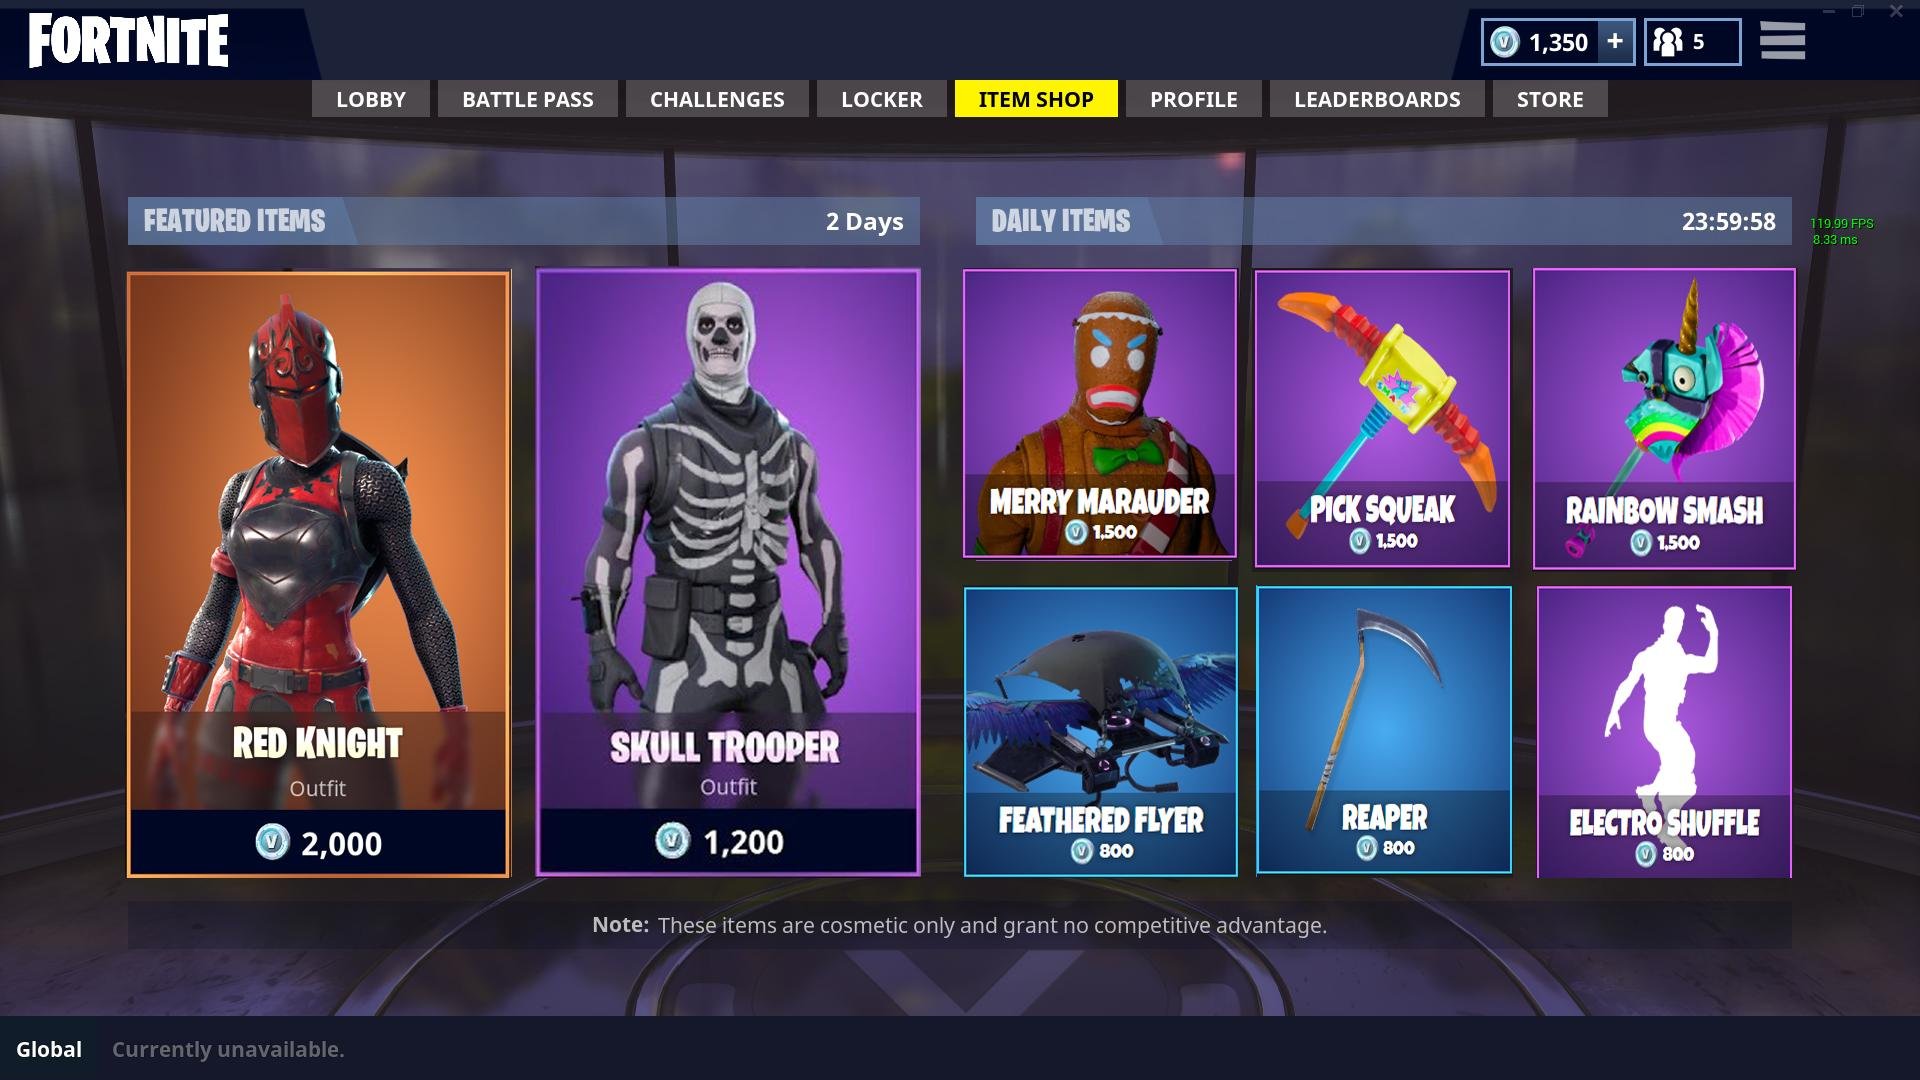 FORTNITE
1,350 +
5
LOBBY
BATTLE PASS
CHALLENGES
LOCKER
ITEM SHOP
PROFILE
LEADERBOARDS
STORE
FEATURED ITEMS
2 Days
DAILY ITEMS
23:59:58
119.99 FPS
8.33 ms
RED KNIGHT
Outfit
2,000
SKULL TROOPER
Outfit
1,200
MERRY MARAUDER
1,500
PICK SQUEAK
1,500
RAINBOW SMASH
1,500
FEATHERED FLYER
800
REAPER
800
ELECTRO SHUFFLE
800
Note: These items are cosmetic only and grant no competitive advantage.
Global
Currently unavailable.